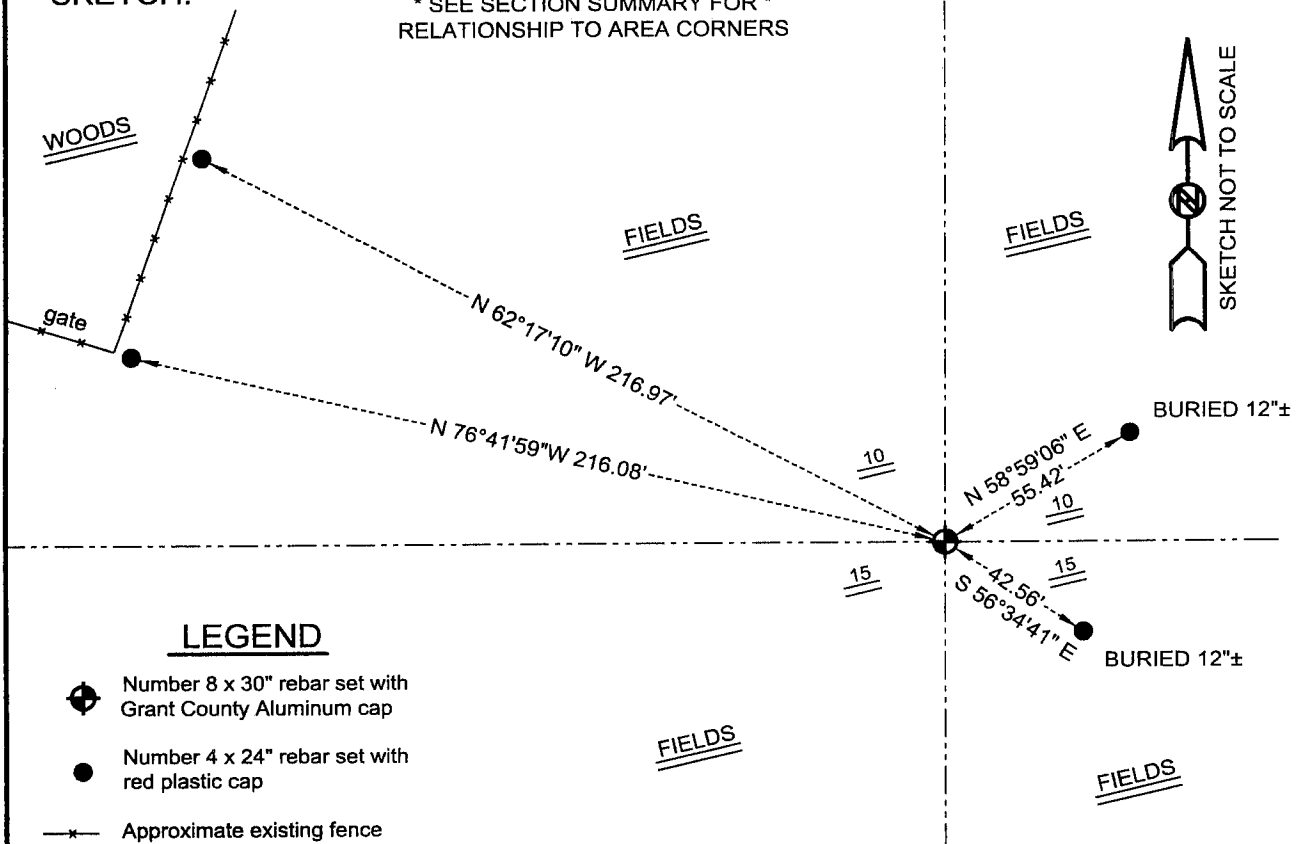 SKETCH:
* SEE SECTION SUMMARY FOR *
RELATIONSHIP TO AREA CORNERS
WOODS
FIELDS
FIELDS
N
SKETCH NOT TO SCALE
gate
N 62°17'10" W 216.97'
N 76°41'59"W 216.08'
BURIED 12"±
N 58°59'06" E
55.42'
10
10
15
15
42.56'
S 56°34'41" E
BURIED 12"±
LEGEND
Number 8 x 30" rebar set with
Grant County Aluminum cap
Number 4 x 24" rebar set with
red plastic cap
Approximate existing fence
FIELDS
FIELDS